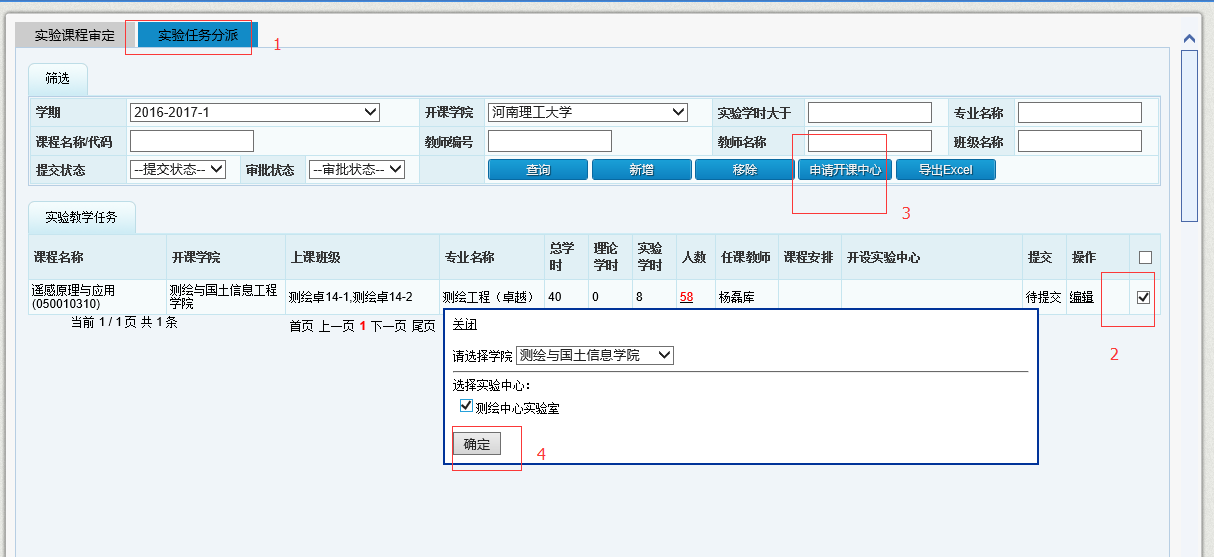 实验课程审定 实验任务分派 1
筛选
学期 2016-2017-1 开课学院 河南理工大学 实验学时大于 专业名称
课程名称/代码 教师编号 教师名称 班级名称
提交状态 --提交状态-- 审批状态 --审批状态-- 查询 新增 移除 申请开课中心 导出Excel
3
实验教学任务
课程名称 开课学院 上课班级 专业名称 总学时 理论学时 实验学时 人数 任课教师 课程安排 开设实验中心 提交 操作
遥感原理与应用(050010310) 测绘与国土信息工程学院 测绘卓14-1,测绘卓14-2 测绘工程（卓越） 40 0 8 58 杨磊库 待提交 编辑
当前 1 / 1 页 共 1 条 首页 上一页 1 下一页 尾页
2
关闭
请选择学院 测绘与国土信息学院
选择实验中心:
测绘中心实验室
确定 4